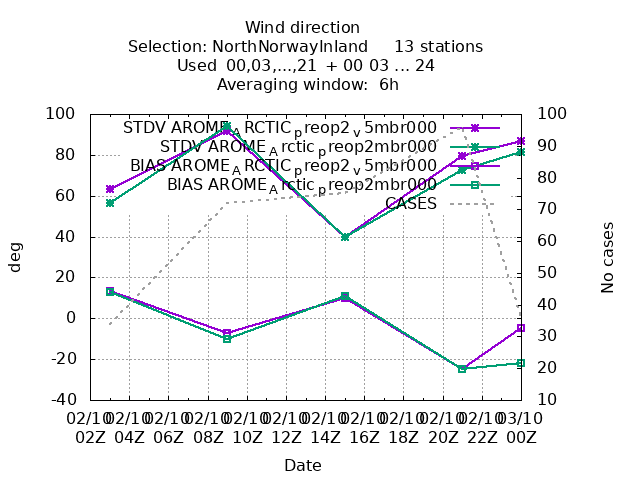 Wind direction
Selection: NorthNorwayInland 13 stations
Used 00,03,...,21 + 00 03 ... 24
Averaging window: 6h
STDV AROME_ARCTIC_preop2_v5mbr000
STDV AROME_Arctic_preop2mbr000
BIAS AROME_ARCTIC_preop2_v5mbr000
BIAS AROME_Arctic_preop2mbr000
CASES
100
80
60
40
20
0
-20
-40
deg
100
90
80
70
60
50
40
30
20
10
No cases
02/10 02/10 02/10 02/10 02/10 02/10 02/10 02/10 02/10 02/10 02/10 03/10
02Z 04Z 06Z 08Z 10Z 12Z 14Z 16Z 18Z 20Z 22Z 00Z
Date